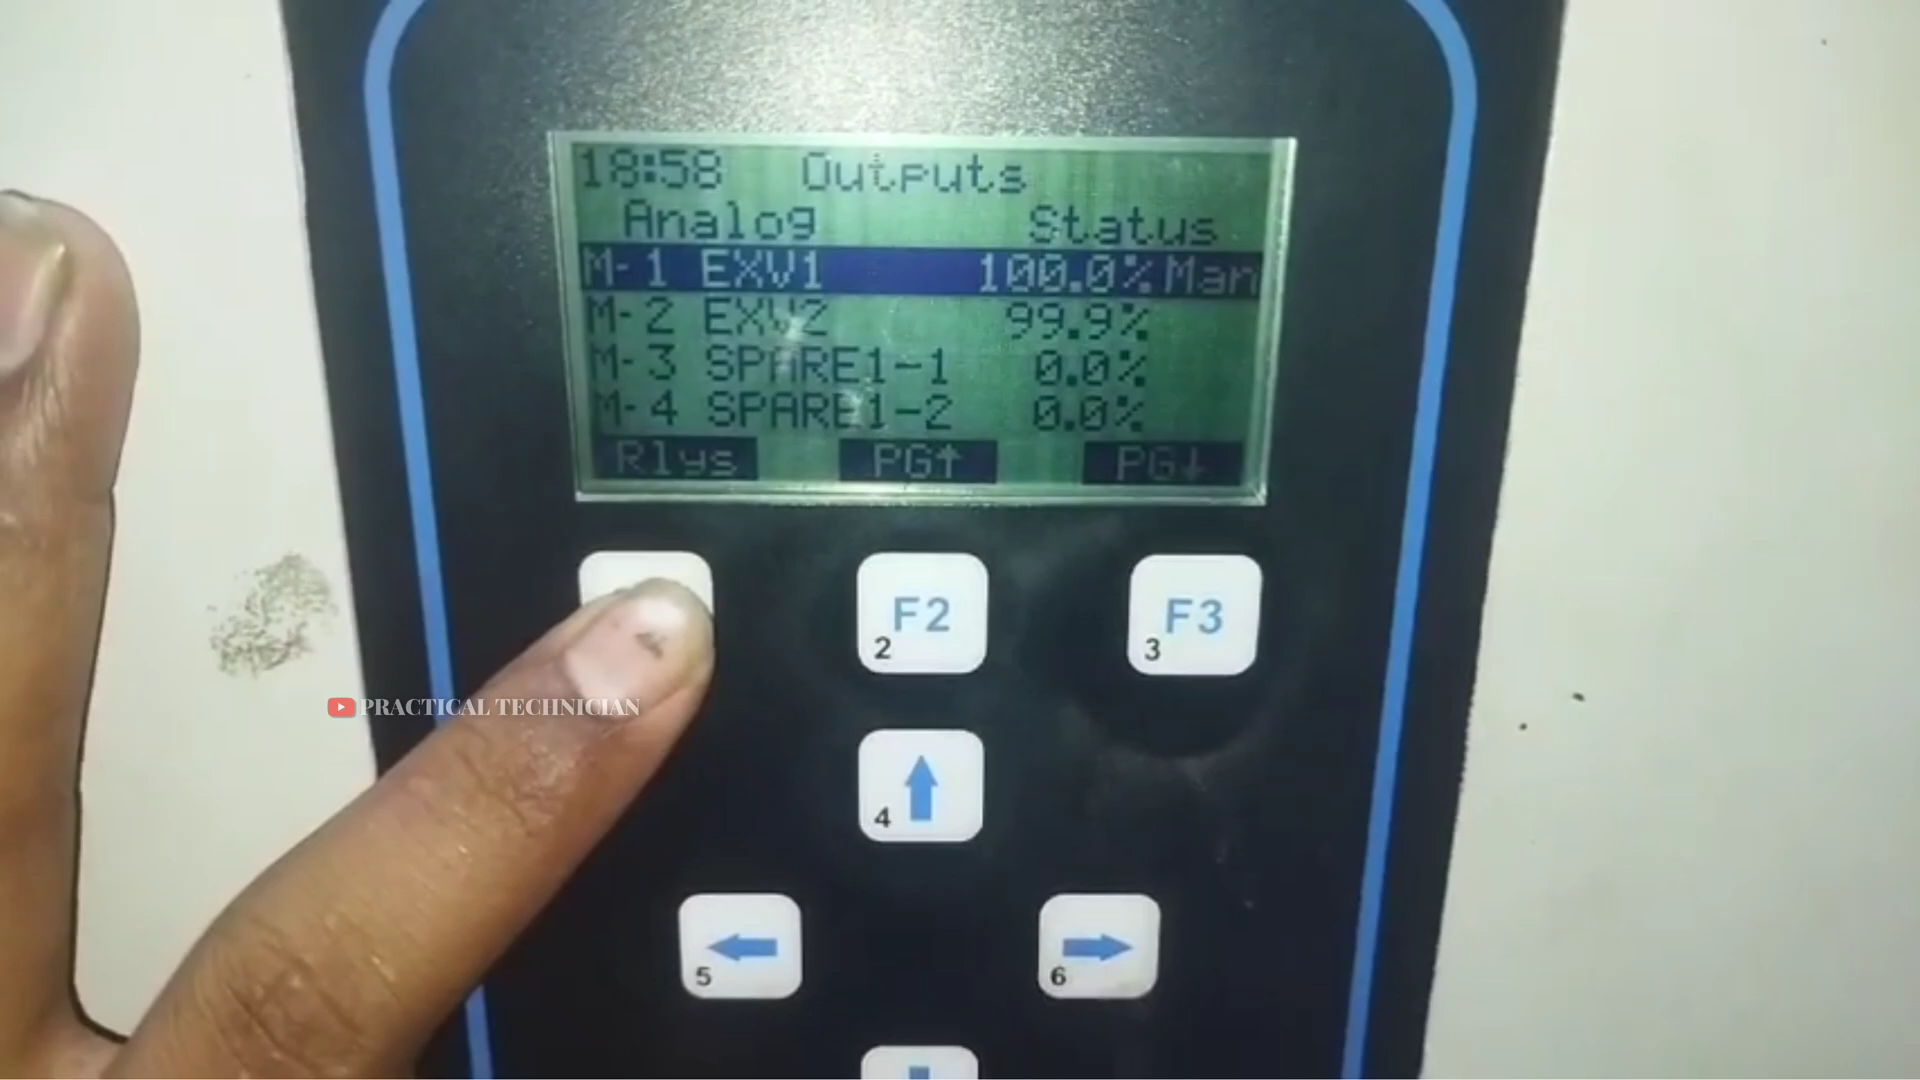 18:58 Outputs
Analog Status
M-1 EXV1 100.0% Man
M-2 EXV2 99.9%
M-3 SPARE1-1 0.0%
M-4 SPARE1-2 0.0%
Rlys PG↑ PG↓
F2 2
F3 3
PRACTICAL TECHNICIAN
4
5
6